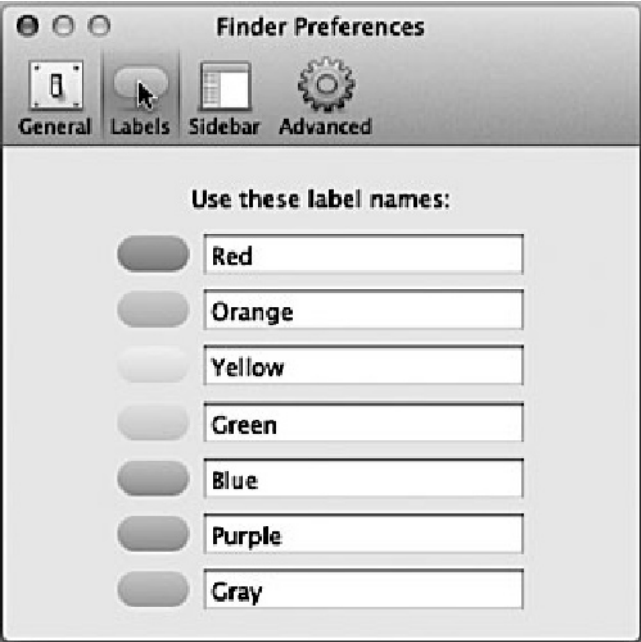 Finder Preferences
General Labels Sidebar Advanced
Use these label names:
Red
Orange
Yellow
Green
Blue
Purple
Gray